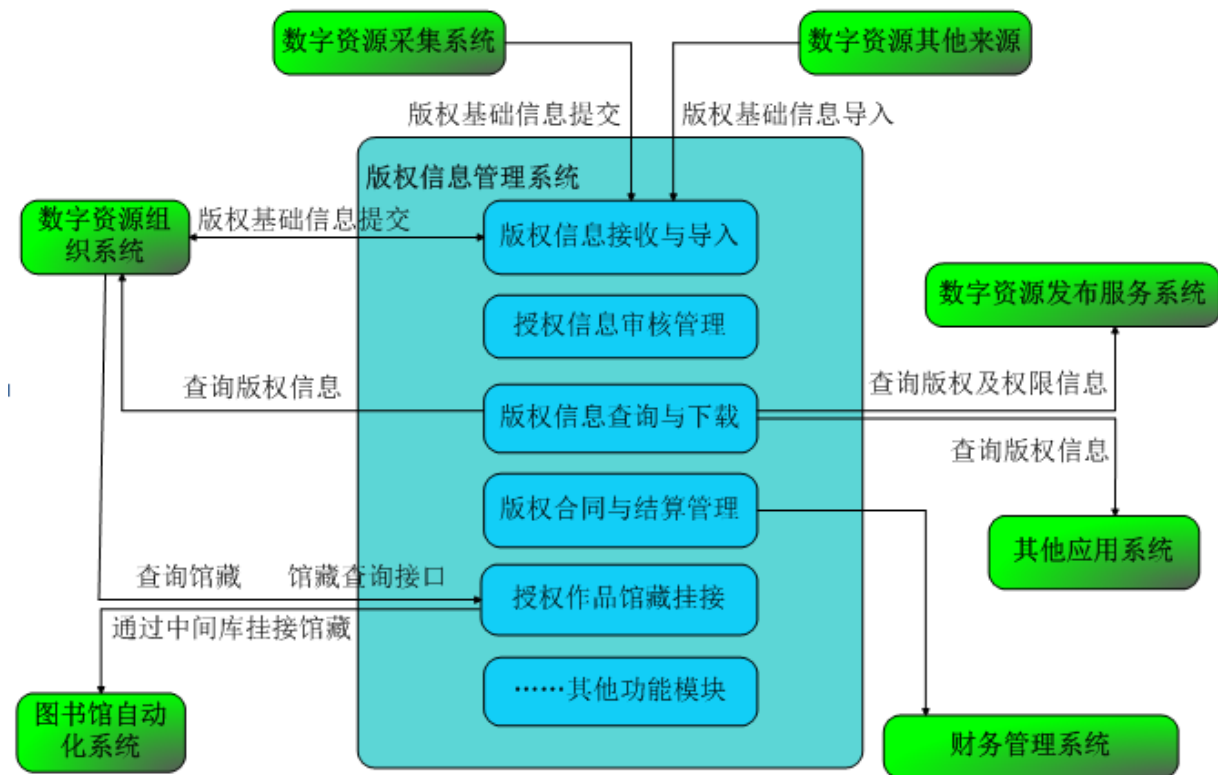 数字资源采集系统
数字资源其他来源
版权基础信息提交
版权基础信息导入
版权信息管理系统
数字资源组
织系统
版权基础信息提交
版权信息接收与导入
数字资源发布服务系统
授权信息审核管理
查询版权信息
版权信息查询与下载
查询版权及权限信息
查询版权信息
版权合同与结算管理
其他应用系统
查询馆藏
馆藏查询接口
授权作品馆藏挂接
通过中间库挂接馆藏
……其他功能模块
图书馆自动
化系统
财务管理系统